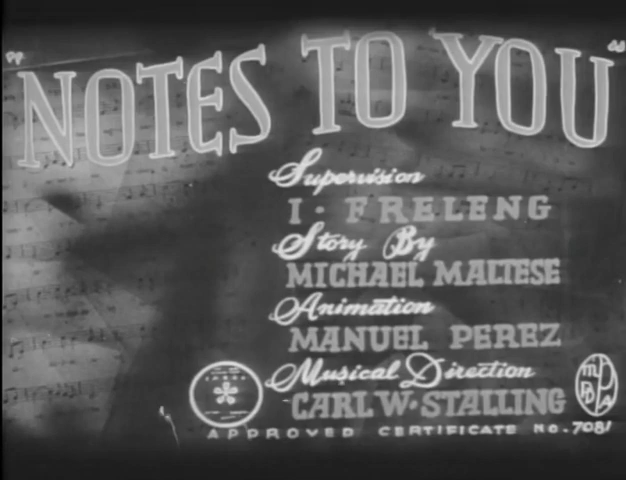 "NOTES TO YOU"
Supervision
I. FRELENG
Story By
MICHAEL MALTESE
Animation
MANUEL PEREZ
Musical Direction
CARL W. STALLING
MPPDA
APPROVED CERTIFICATE NO. 7081